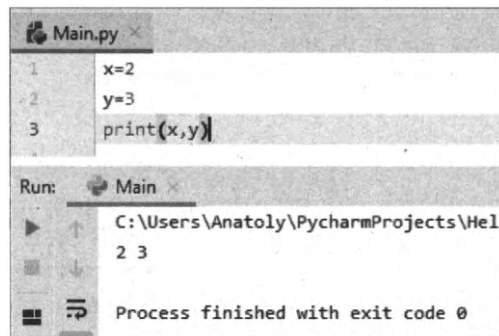 Main.py ×
1 x=2
2 y=3
3 print(x,y)
Run: Main ×
C:\Users\Anatoly\PycharmProjects\Hel
2 3
Process finished with exit code 0